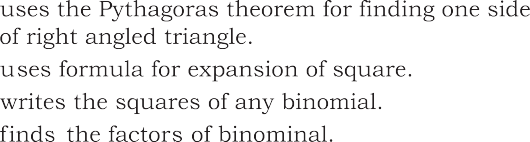 uses the Pythagoras theorem for finding one side
of right angled triangle.
uses formula for expansion of square.
writes the squares of any binomial.
finds the factors of binominal.